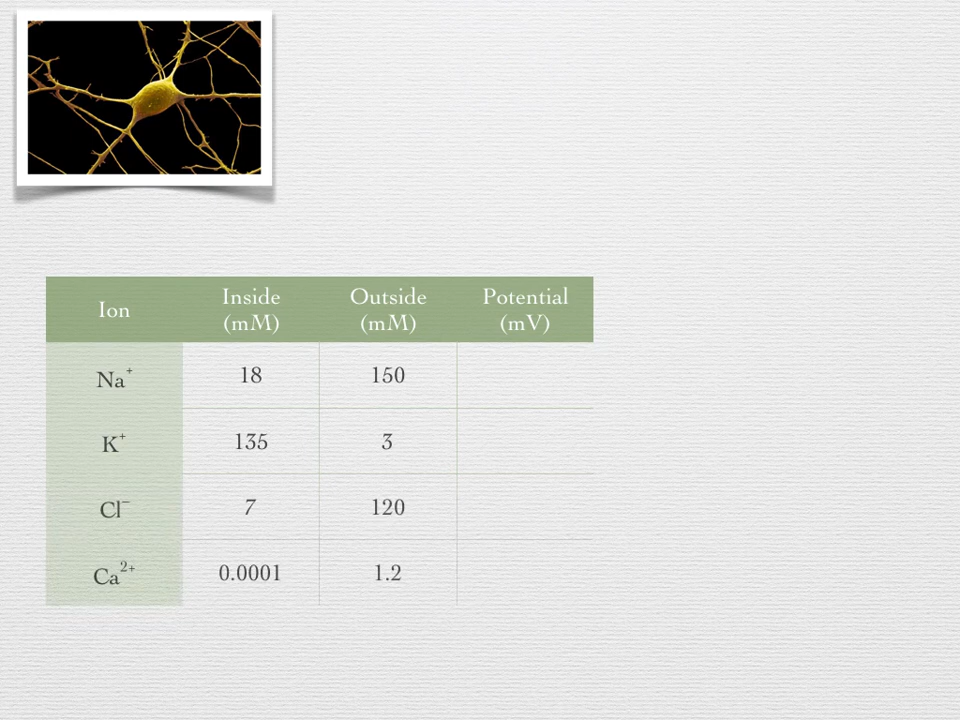 Ion Inside (mM) Outside (mM) Potential (mV)
Na⁺ 18 150
K⁺ 135 3
Cl⁻ 7 120
Ca²⁺ 0.0001 1.2